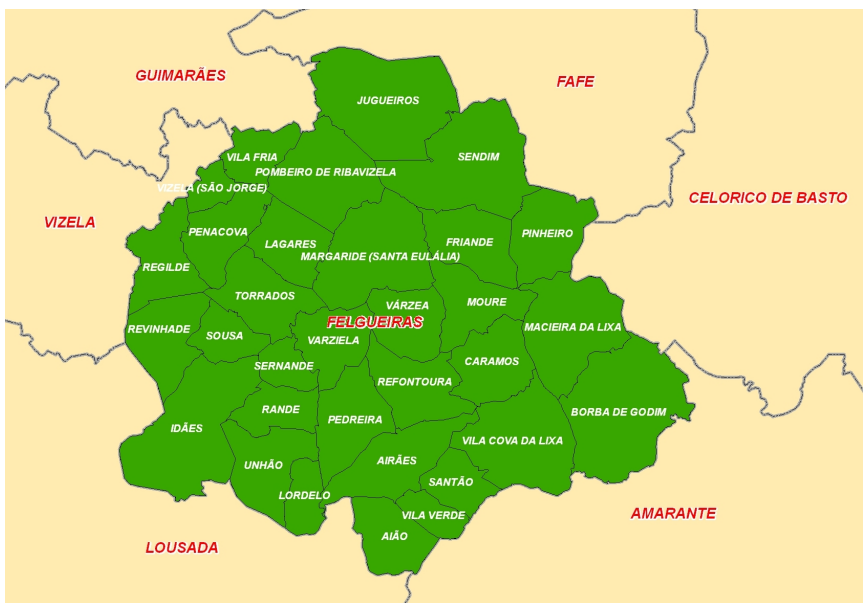 GUIMARÃES
FAFE
JUGUEIROS
VILA FRIA
SENDIM
POMBEIRO DE RIBAVIZELA
VIZELA (SÃO JORGE)
CELORICO DE BASTO
VIZELA
PENACOVA
PINHEIRO
LAGARES
FRIANDE
MARGARIDE (SANTA EULÁLIA)
REGILDE
TORRADOS
VÁRZEA
MOURE
FELGUEIRAS
REVINHADE
SOUSA
VARZIELA
MACIEIRA DA LIXA
CARAMOS
SERNANDE
REFONTOURA
RANDE
PEDREIRA
BORBA DE GODIM
IDÃES
VILA COVA DA LIXA
UNHÃO
AIRÃES
SANTÃO
LORDELO
VILA VERDE
AMARANTE
AIÃO
LOUSADA